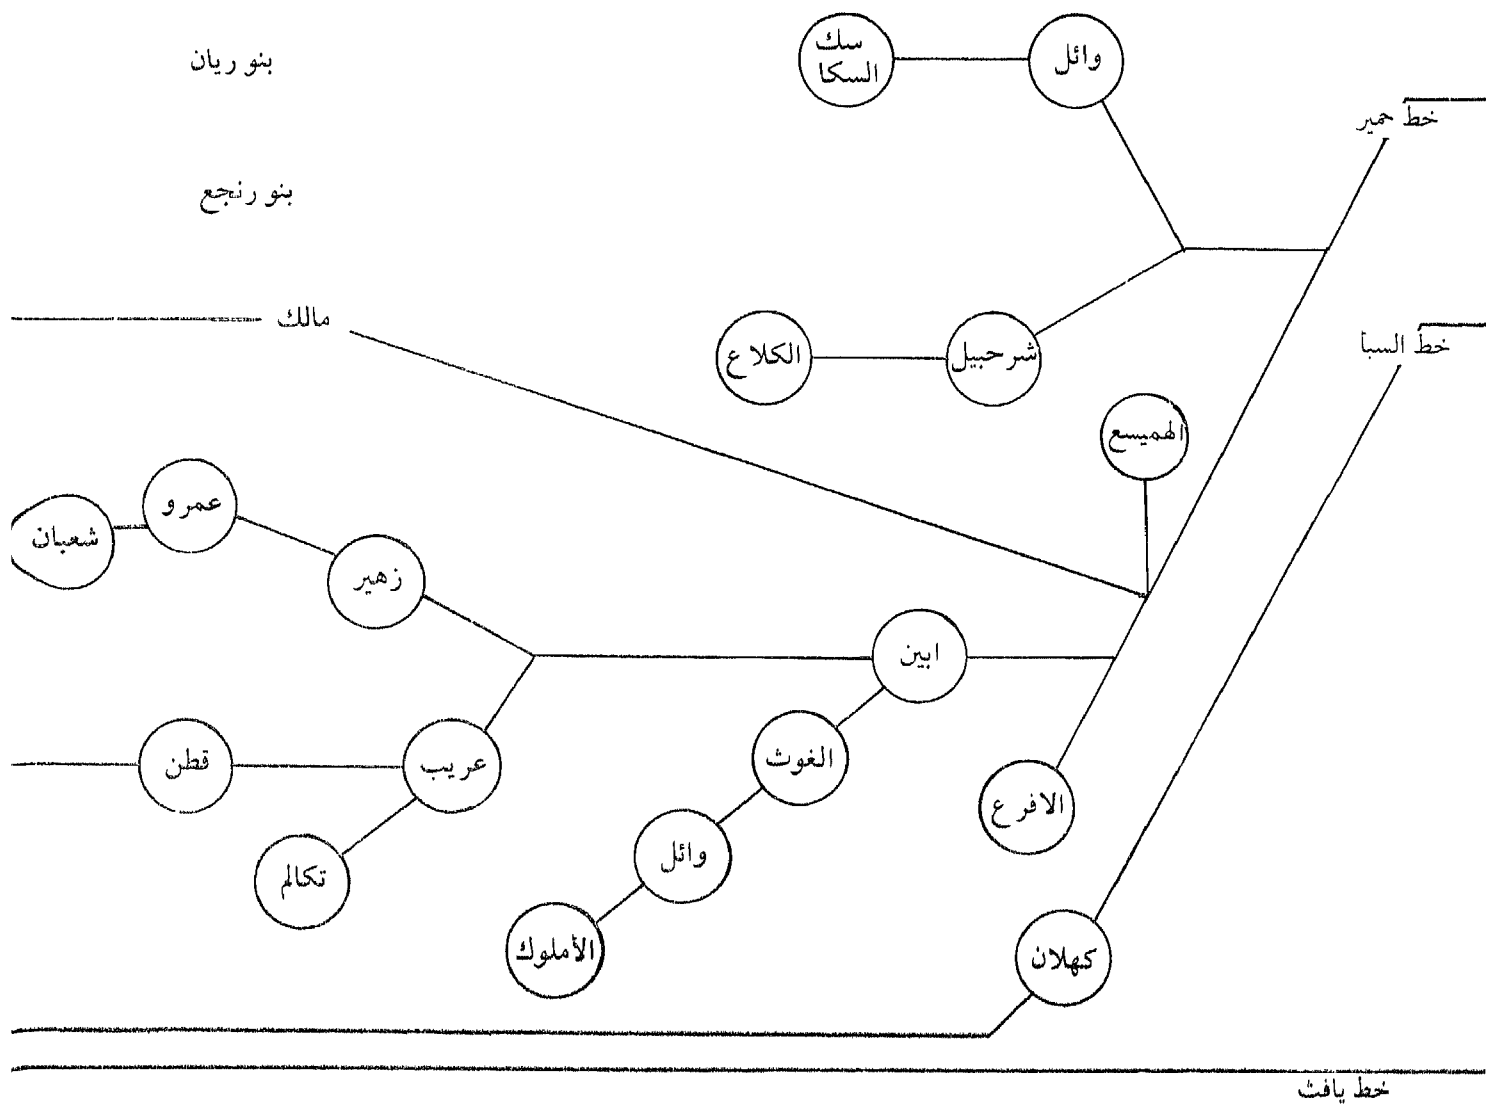 وائل
سك
السكا
بنو ريان
خط حمير
بنو رنجع
مالك
خط السبا
شرحبيل
الكلاع
الهميسع
عمرو
شعبان
زهير
ابين
الغوث
عريب
قطن
الافرع
وائل
تكالم
الأملوك
كهلان
خط يافث